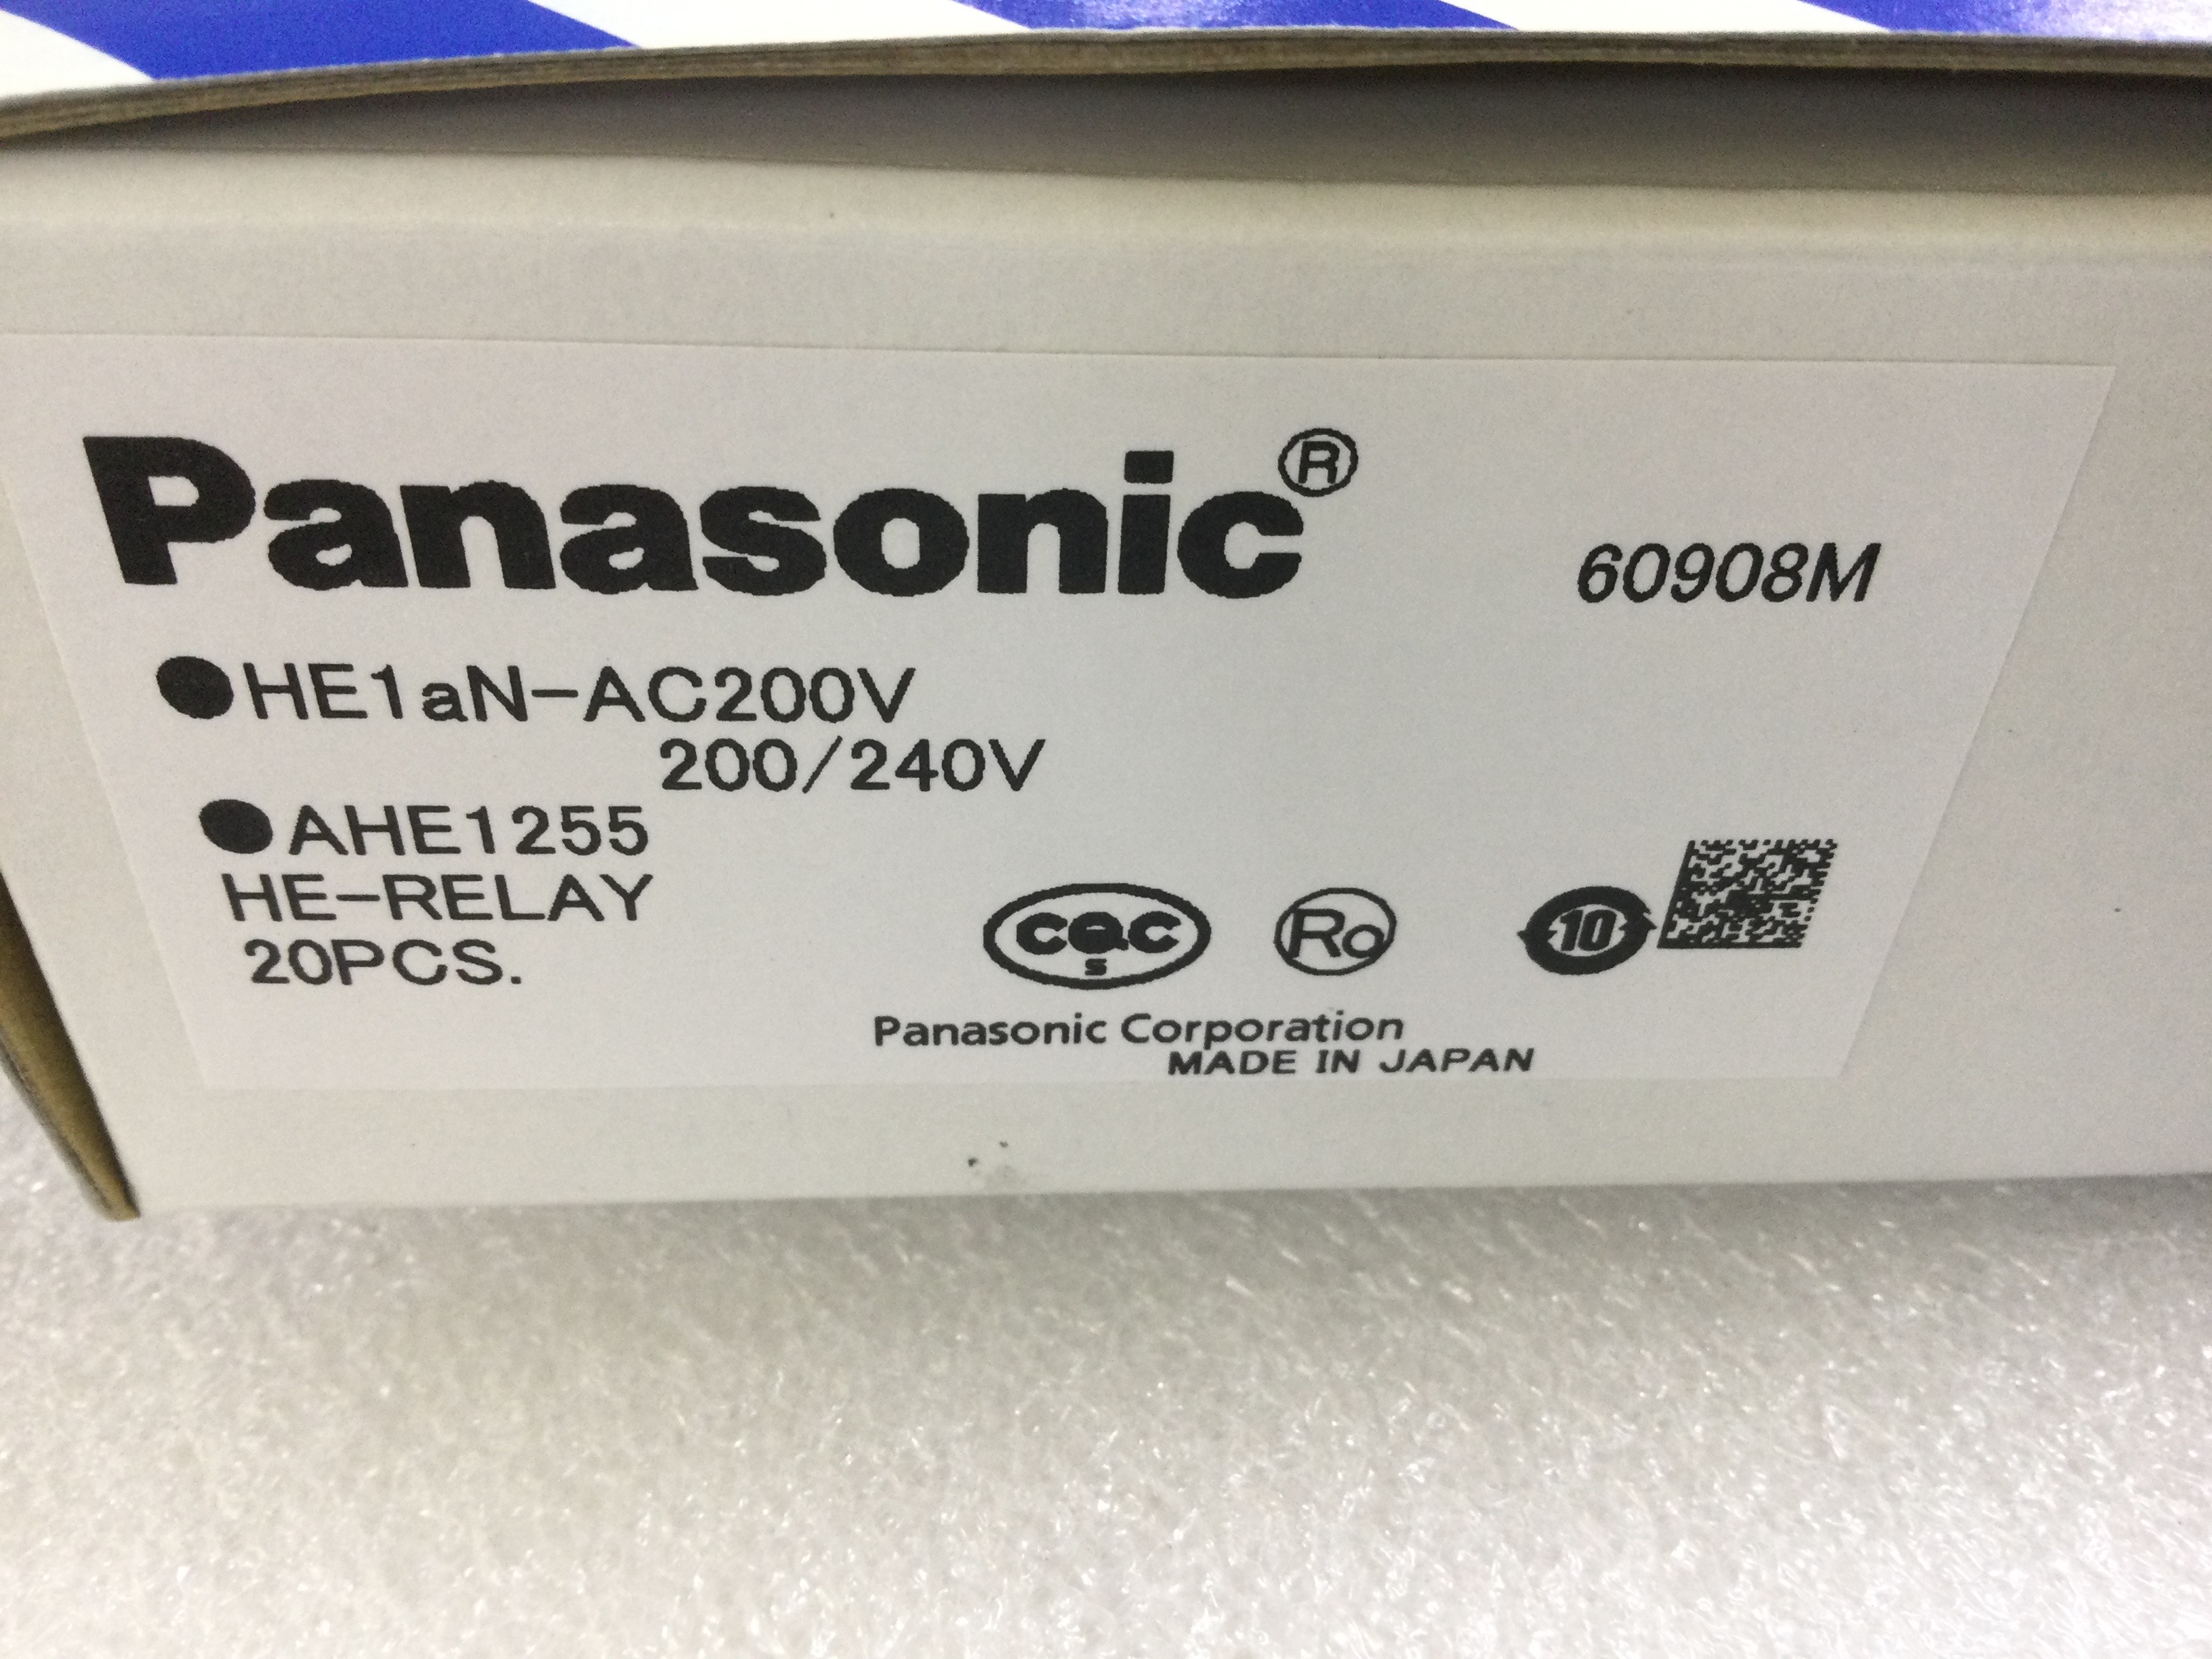 Panasonic®
60908M
●HE1aN-AC200V
200/240V
●AHE1255
HE-RELAY
20PCS.
CQC
S
Ro
10
Panasonic Corporation
MADE IN JAPAN